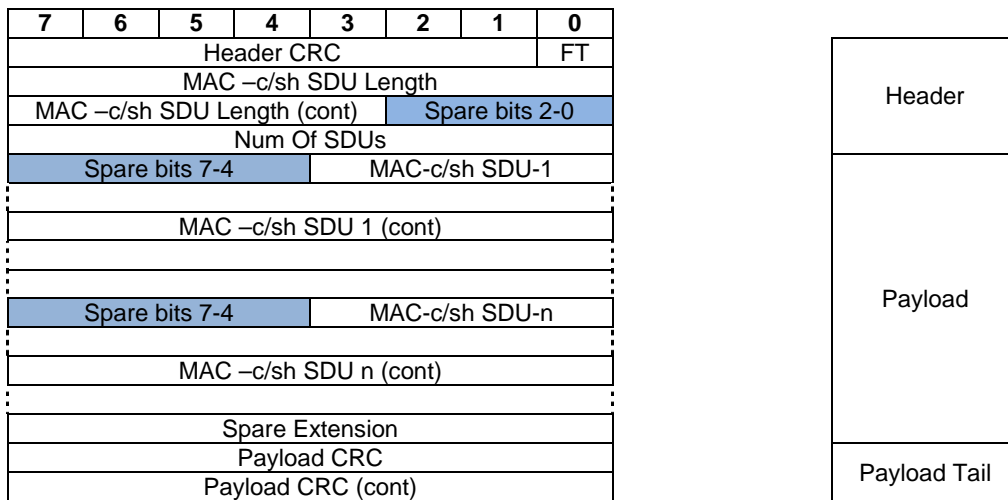 7 6 5 4 3 2 1 0
Header CRC FT
MAC –c/sh SDU Length
MAC –c/sh SDU Length (cont) Spare bits 2-0
Num Of SDUs
Spare bits 7-4 MAC-c/sh SDU-1
MAC –c/sh SDU 1 (cont)
Spare bits 7-4 MAC-c/sh SDU-n
MAC –c/sh SDU n (cont)
Spare Extension
Payload CRC
Payload CRC (cont)
Header
Payload
Payload Tail